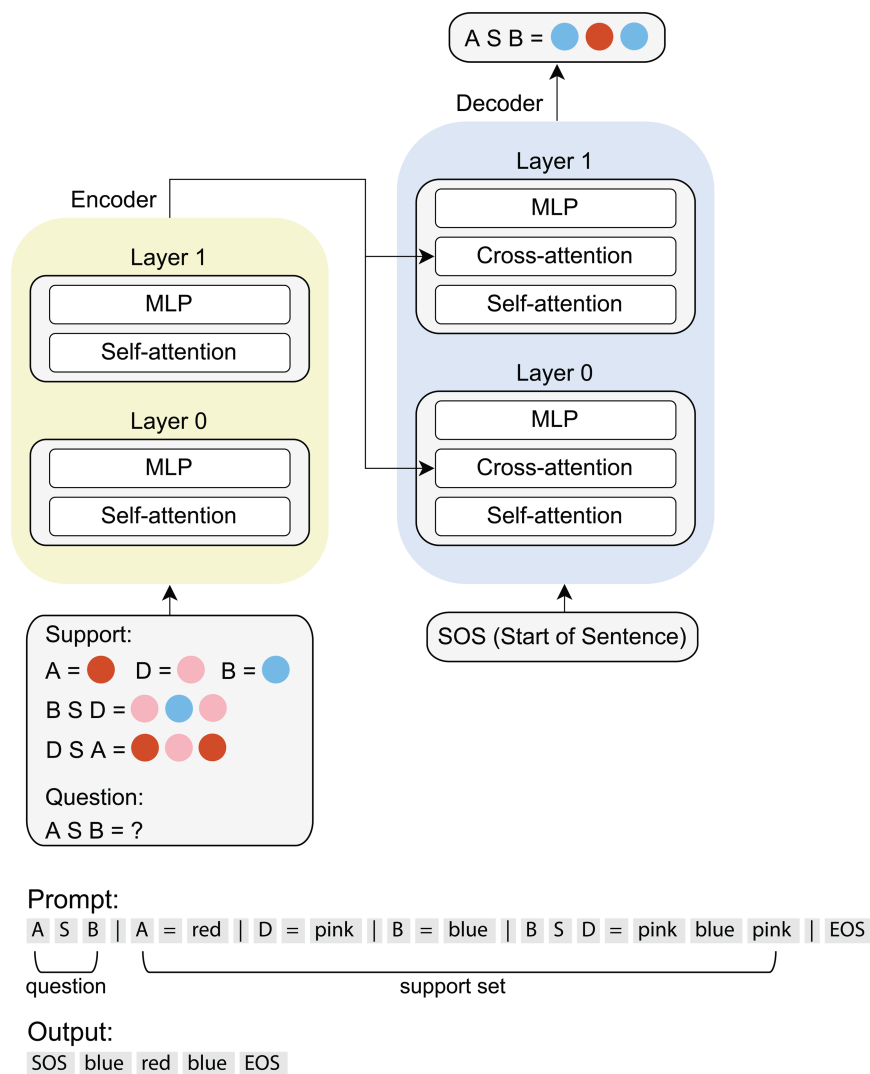 A S B =
Decoder
Layer 1
MLP
Cross-attention
Self-attention
Layer 0
MLP
Cross-attention
Self-attention
SOS (Start of Sentence)
Encoder
Layer 1
MLP
Self-attention
Layer 0
MLP
Self-attention
Support:
A = D = B =
B S D =
D S A =
Question:
A S B = ?
Prompt:
A S B | A = red | D = pink | B = blue | B S D = pink blue pink | EOS
question support set
Output:
SOS blue red blue EOS